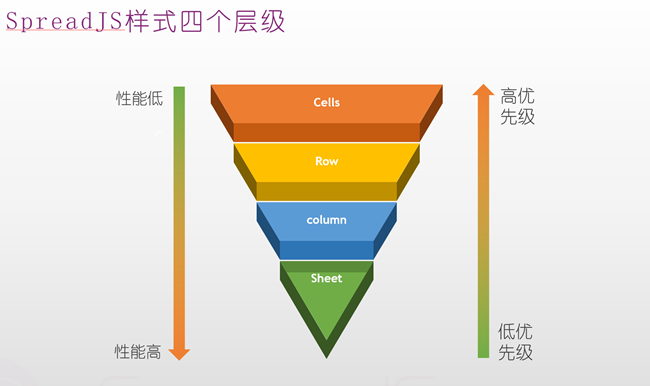 SpreadJS样式四个层级
性能低
Cells
高优
先级
Row
column
Sheet
性能高
低优
先级